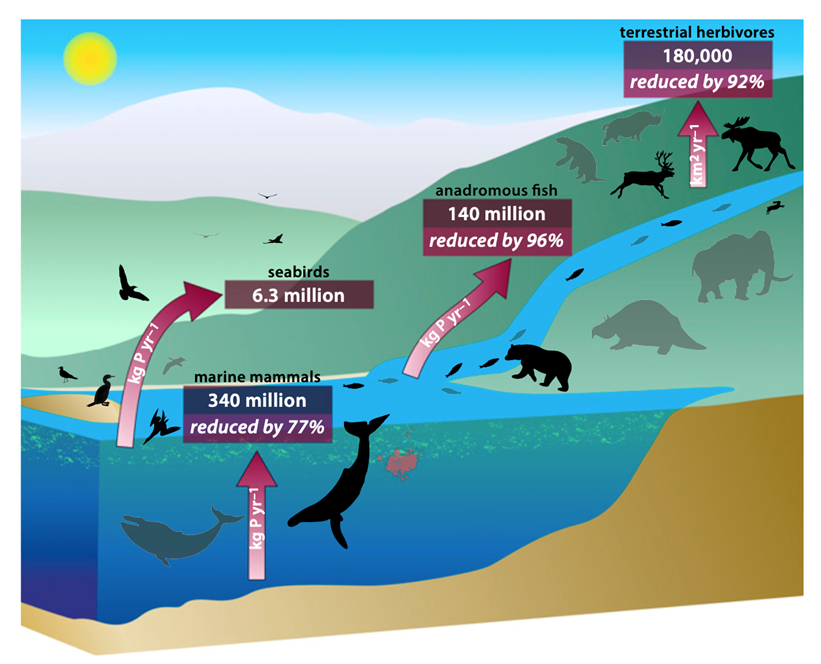 terrestrial herbivores
180,000
reduced by 92%
km² yr⁻¹
anadromous fish
140 million
reduced by 96%
kg P yr⁻¹
seabirds
6.3 million
kg P yr⁻¹
marine mammals
340 million
reduced by 77%
kg P yr⁻¹